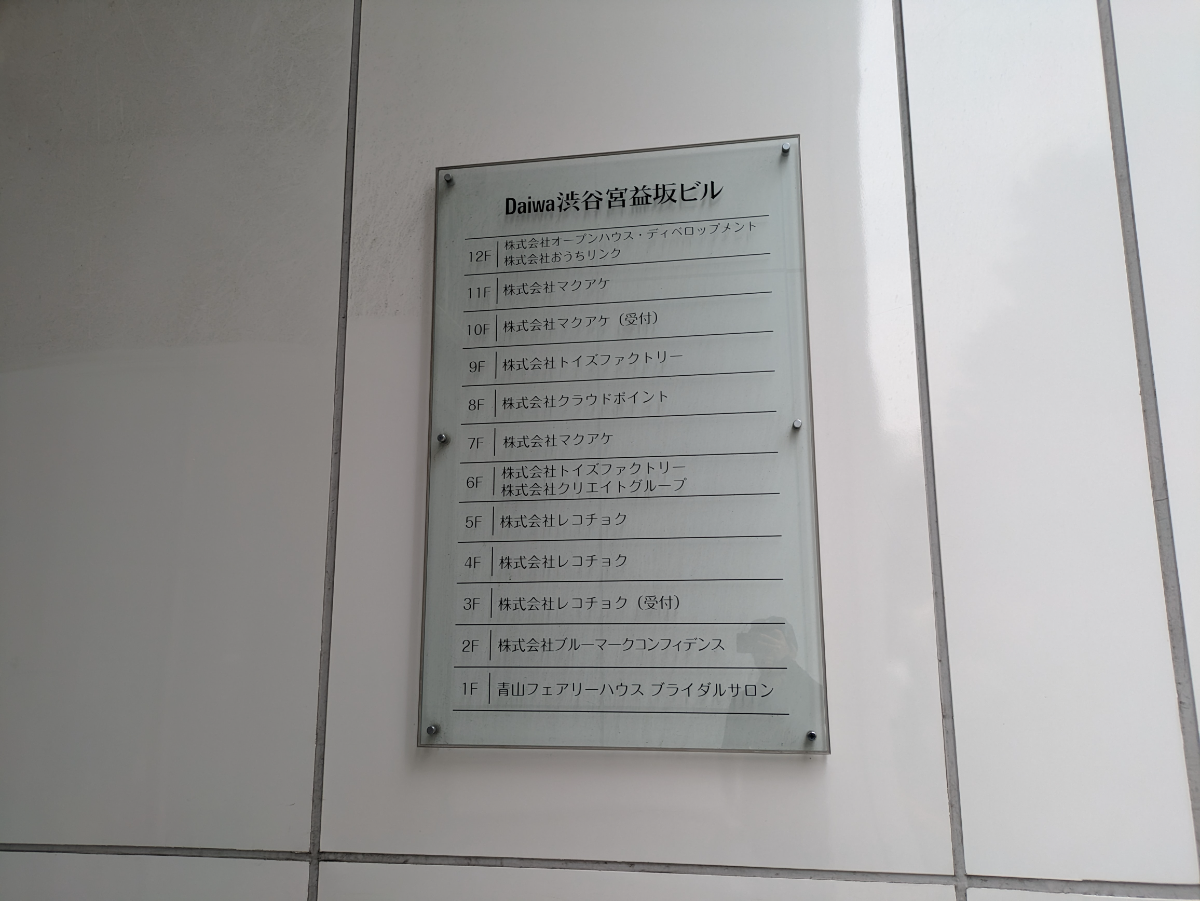 Daiwa渋谷宮益坂ビル
12F 株式会社オープンハウス・ディベロップメント
株式会社おうちリンク
11F 株式会社マクアケ
10F 株式会社マクアケ（受付）
9F 株式会社トイズファクトリー
8F 株式会社クラウドポイント
7F 株式会社マクアケ
6F 株式会社トイズファクトリー
株式会社クリエイトグループ
5F 株式会社レコチョク
4F 株式会社レコチョク
3F 株式会社レコチョク（受付）
2F 株式会社ブルーマークコンフィデンス
1F 青山フェアリーハウス ブライダルサロン